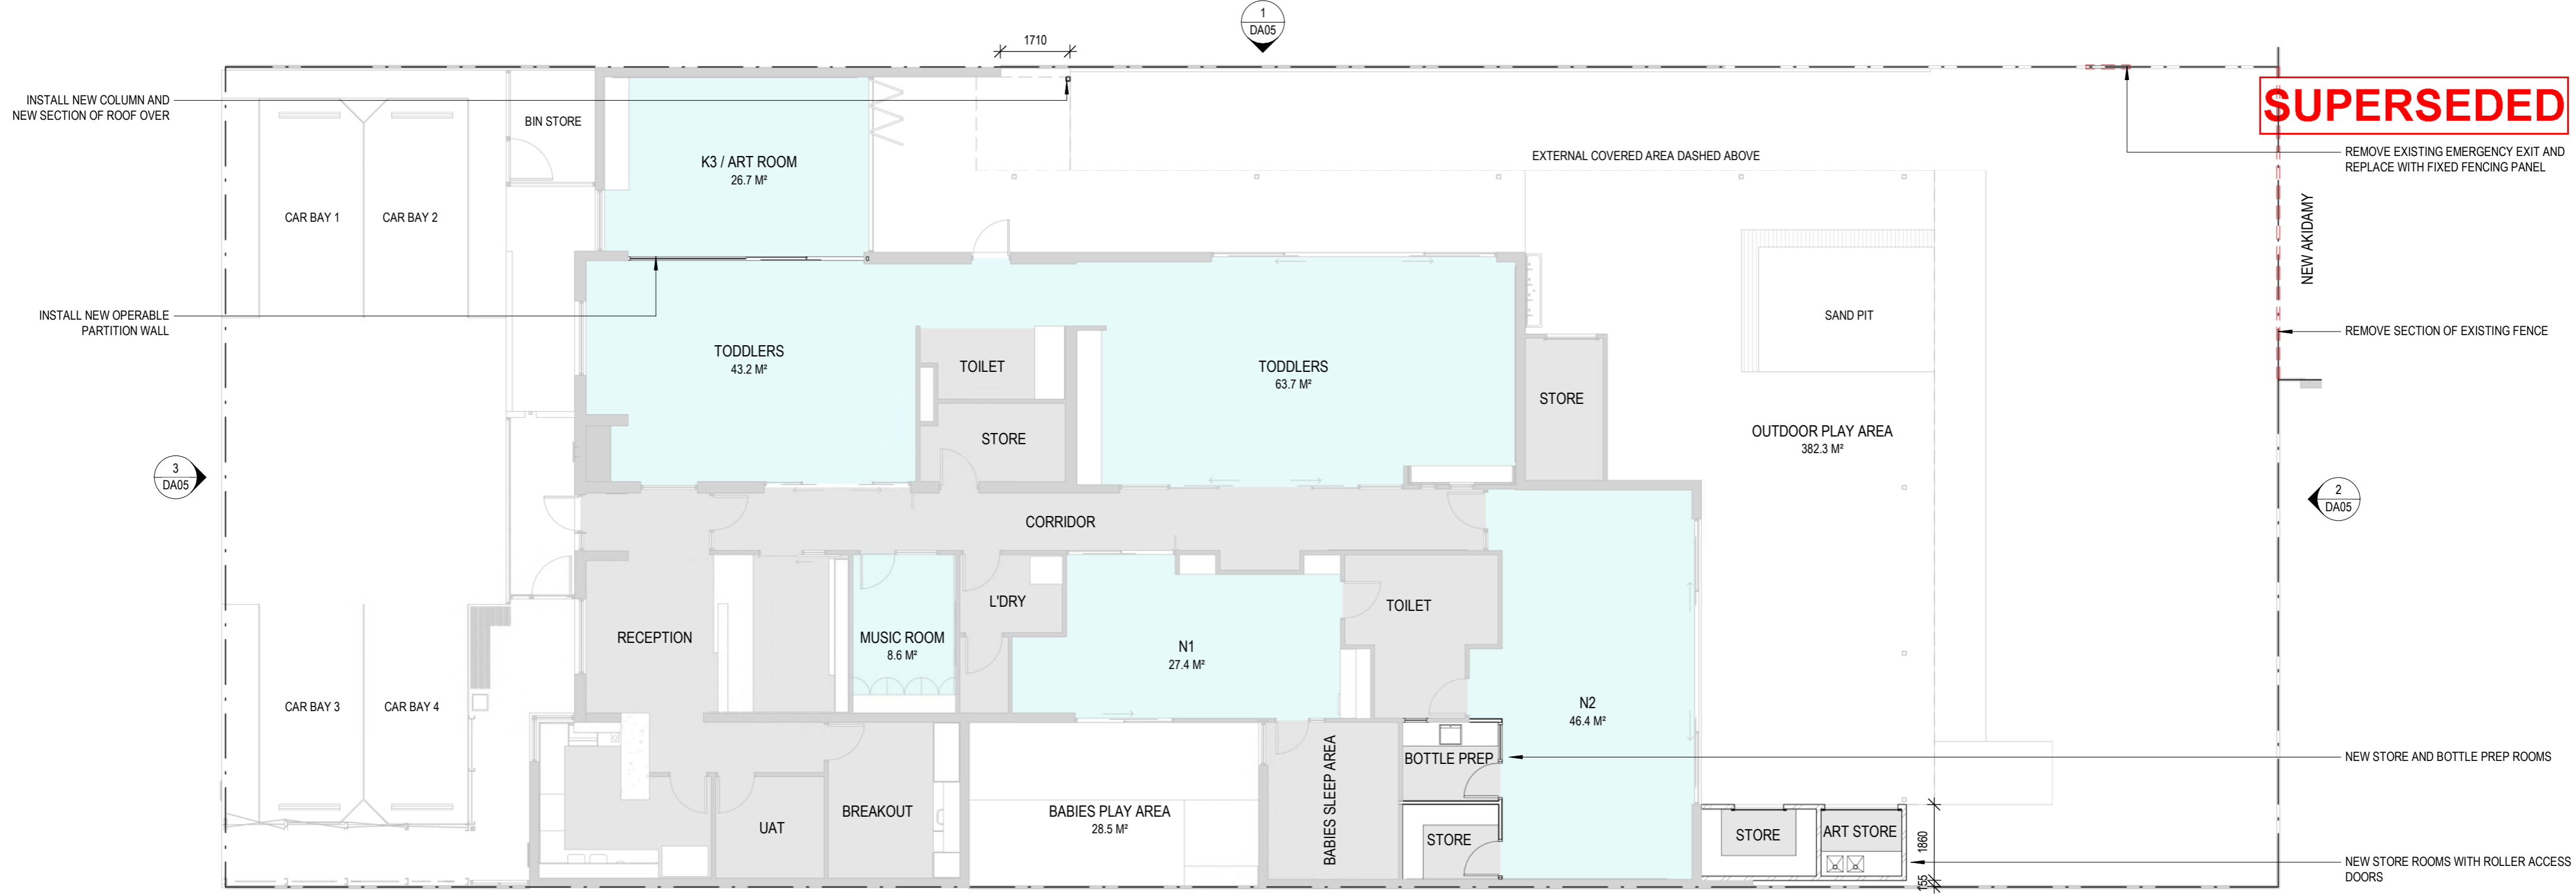 1
DA05
1710
SUPERSEDED
INSTALL NEW COLUMN AND
NEW SECTION OF ROOF OVER
BIN STORE
K3 / ART ROOM
26.7 M²
EXTERNAL COVERED AREA DASHED ABOVE
REMOVE EXISTING EMERGENCY EXIT AND
REPLACE WITH FIXED FENCING PANEL
CAR BAY 1
CAR BAY 2
NEW AKIDAMY
INSTALL NEW OPERABLE
PARTITION WALL
SAND PIT
REMOVE SECTION OF EXISTING FENCE
TODDLERS
43.2 M²
TOILET
TODDLERS
63.7 M²
STORE
STORE
OUTDOOR PLAY AREA
382.3 M²
3
DA05
2
DA05
CORRIDOR
L'DRY
TOILET
RECEPTION
MUSIC ROOM
8.6 M²
N1
27.4 M²
CAR BAY 3
CAR BAY 4
N2
46.4 M²
BOTTLE PREP
NEW STORE AND BOTTLE PREP ROOMS
BABIES SLEEP AREA
BREAKOUT
BABIES PLAY AREA
28.5 M²
UAT
STORE
STORE
ART STORE
1860
155
NEW STORE ROOMS WITH ROLLER ACCESS
DOORS